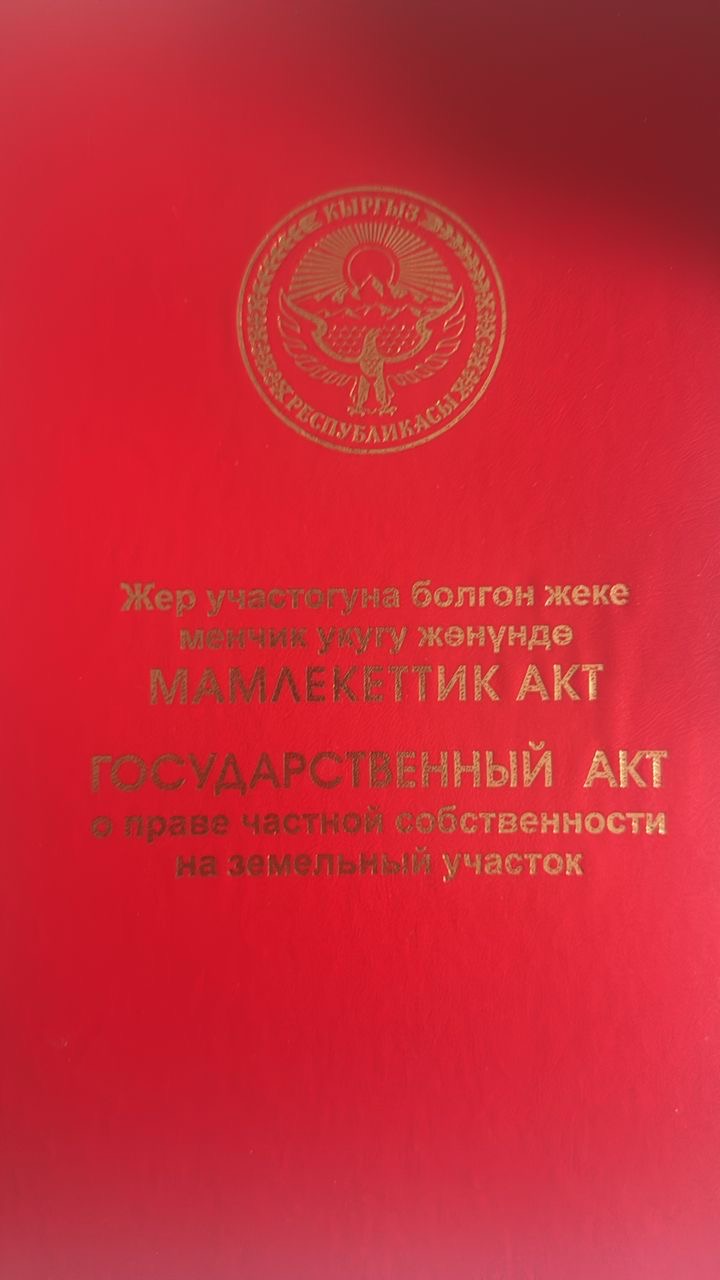 КЫРГЫЗ
РЕСПУБЛИКАСЫ
Жер участогуна болгон жеке
менчик укугу жөнүндө
МАМЛЕКЕТТИК АКТ
ГОСУДАРСТВЕННЫЙ АКТ
о праве частной собственности
на земельный участок